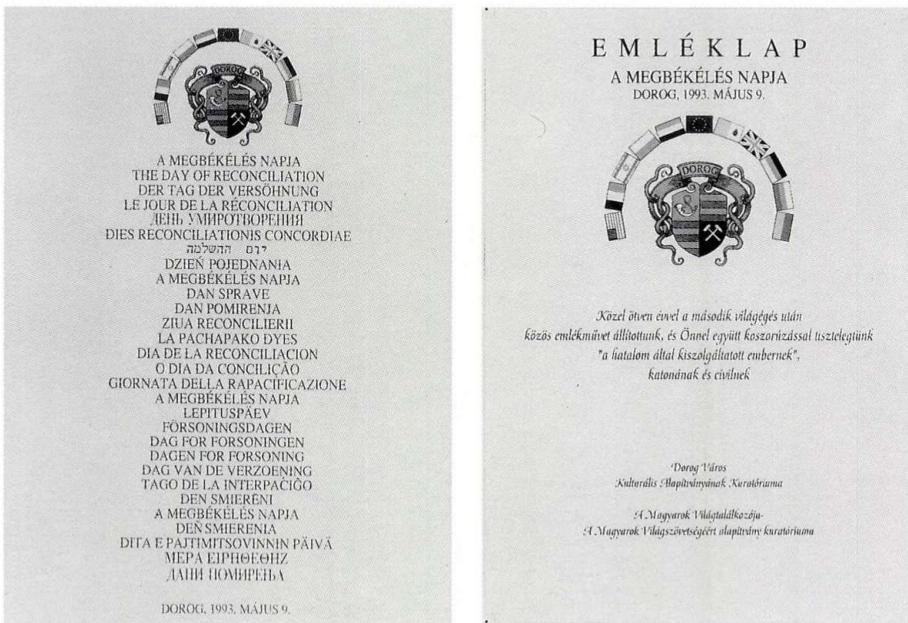 DOROG
A MEGBÉKÉLÉS NAPJA
THE DAY OF RECONCILIATION
DER TAG DER VERSÖHNUNG
LE JOUR DE LA RÉCONCILIATION
ДЕНЬ УМИРОТВОРЕНИЯ
DIES RECONCILIATIONIS CONCORDIAE
יום ההשלמה
DZIEŃ POJEDNANIA
A MEGBÉKÉLÉS NAPJA
DAN SPRAVE
DAN POMIRENJA
ZIUA RECONCILIERII
LA PACHAPAKO DYES
DIA DE LA RECONCILIACION
O DIA DA CONCILIÇÃO
GIORNATA DELLA RAPACIFICAZIONE
A MEGBÉKÉLÉS NAPJA
LEPITUSPÄEV
FÖRSONINGSDAGEN
DAG FOR FORSONINGEN
DAGEN FOR FORSONING
DAG VAN DE VERZOENING
TAGO DE LA INTERPACIĜO
DEN SMIERENI
A MEGBÉKÉLÉS NAPJA
DEŇ SMIERENIA
DITA E PAJTIMITSOVINNIN PÄIVÄ
ΜΕΡΑ ΕΙΡΗΘΕΘΗΖ
ДАНИ ПОМИРЕЊА
DOROG, 1993. MÁJUS 9.
EMLÉKLAP
A MEGBÉKÉLÉS NAPJA
DOROG, 1993. MÁJUS 9.
DOROG
Közel ötven évvel a második világégés után
közös emlékművet állítottunk, és Önnel együtt koszorúzással tisztelegtünk
"a hatalom által kiszolgáltatott embernek",
katonának és civilnek
Dorog Város
Kulturális Alapítványának Kuratóriuma
A Magyarok Világtalálkozója-
A Magyarok Világszövetségéért alapítvány kuratóriuma